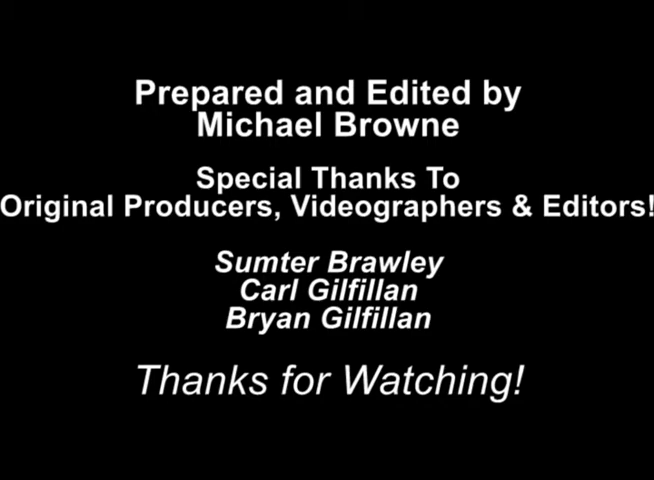 Prepared and Edited by
Michael Browne
Special Thanks To
Original Producers, Videographers & Editors!
Sumter Brawley
Carl Gilfillan
Bryan Gilfillan
Thanks for Watching!